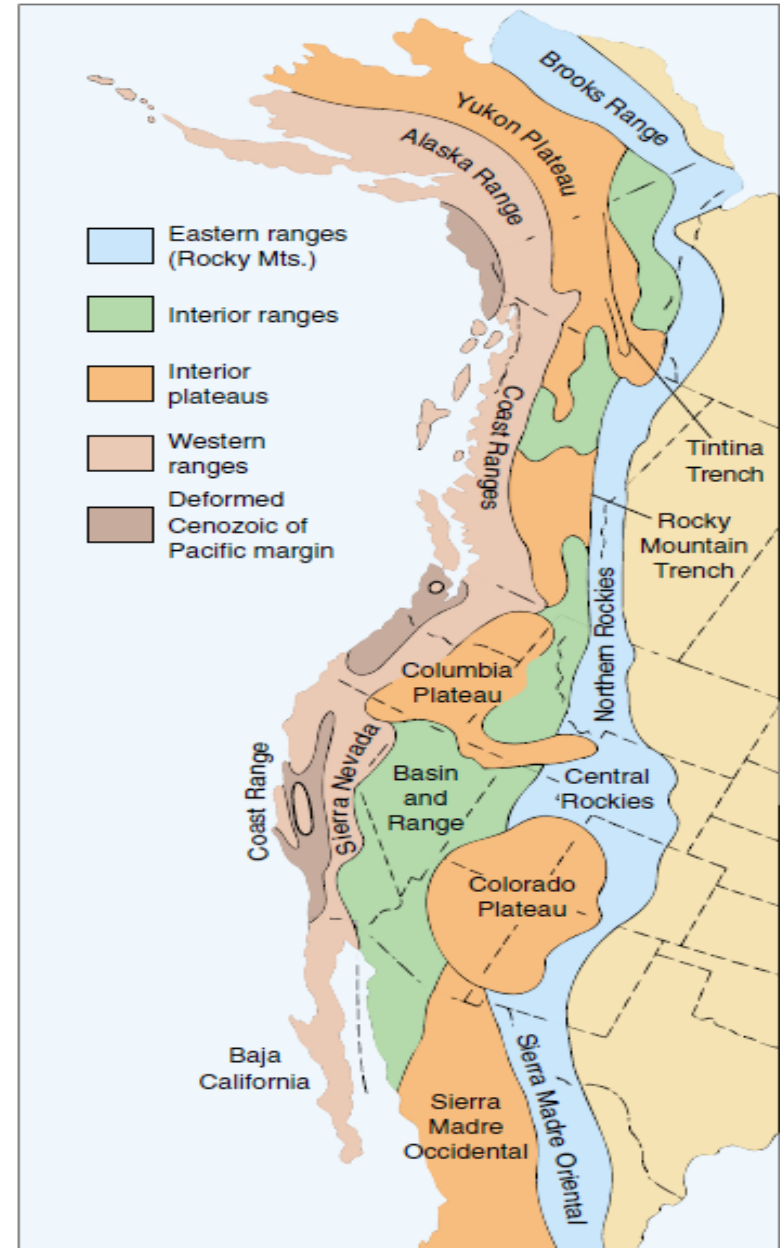 Brooks Range
Yukon Plateau
Alaska Range
Eastern ranges
(Rocky Mts.)
Interior ranges
Interior
plateaus
Western
ranges
Deformed
Cenozoic of
Pacific margin
Coast Ranges
Tintina
Trench
Rocky
Mountain
Trench
Northern Rockies
Columbia
Plateau
Coast Range
Sierra Nevada
Basin
and
Range
Central
Rockies
Colorado
Plateau
Baja
California
Sierra
Madre
Occidental
Sierra Madre Oriental